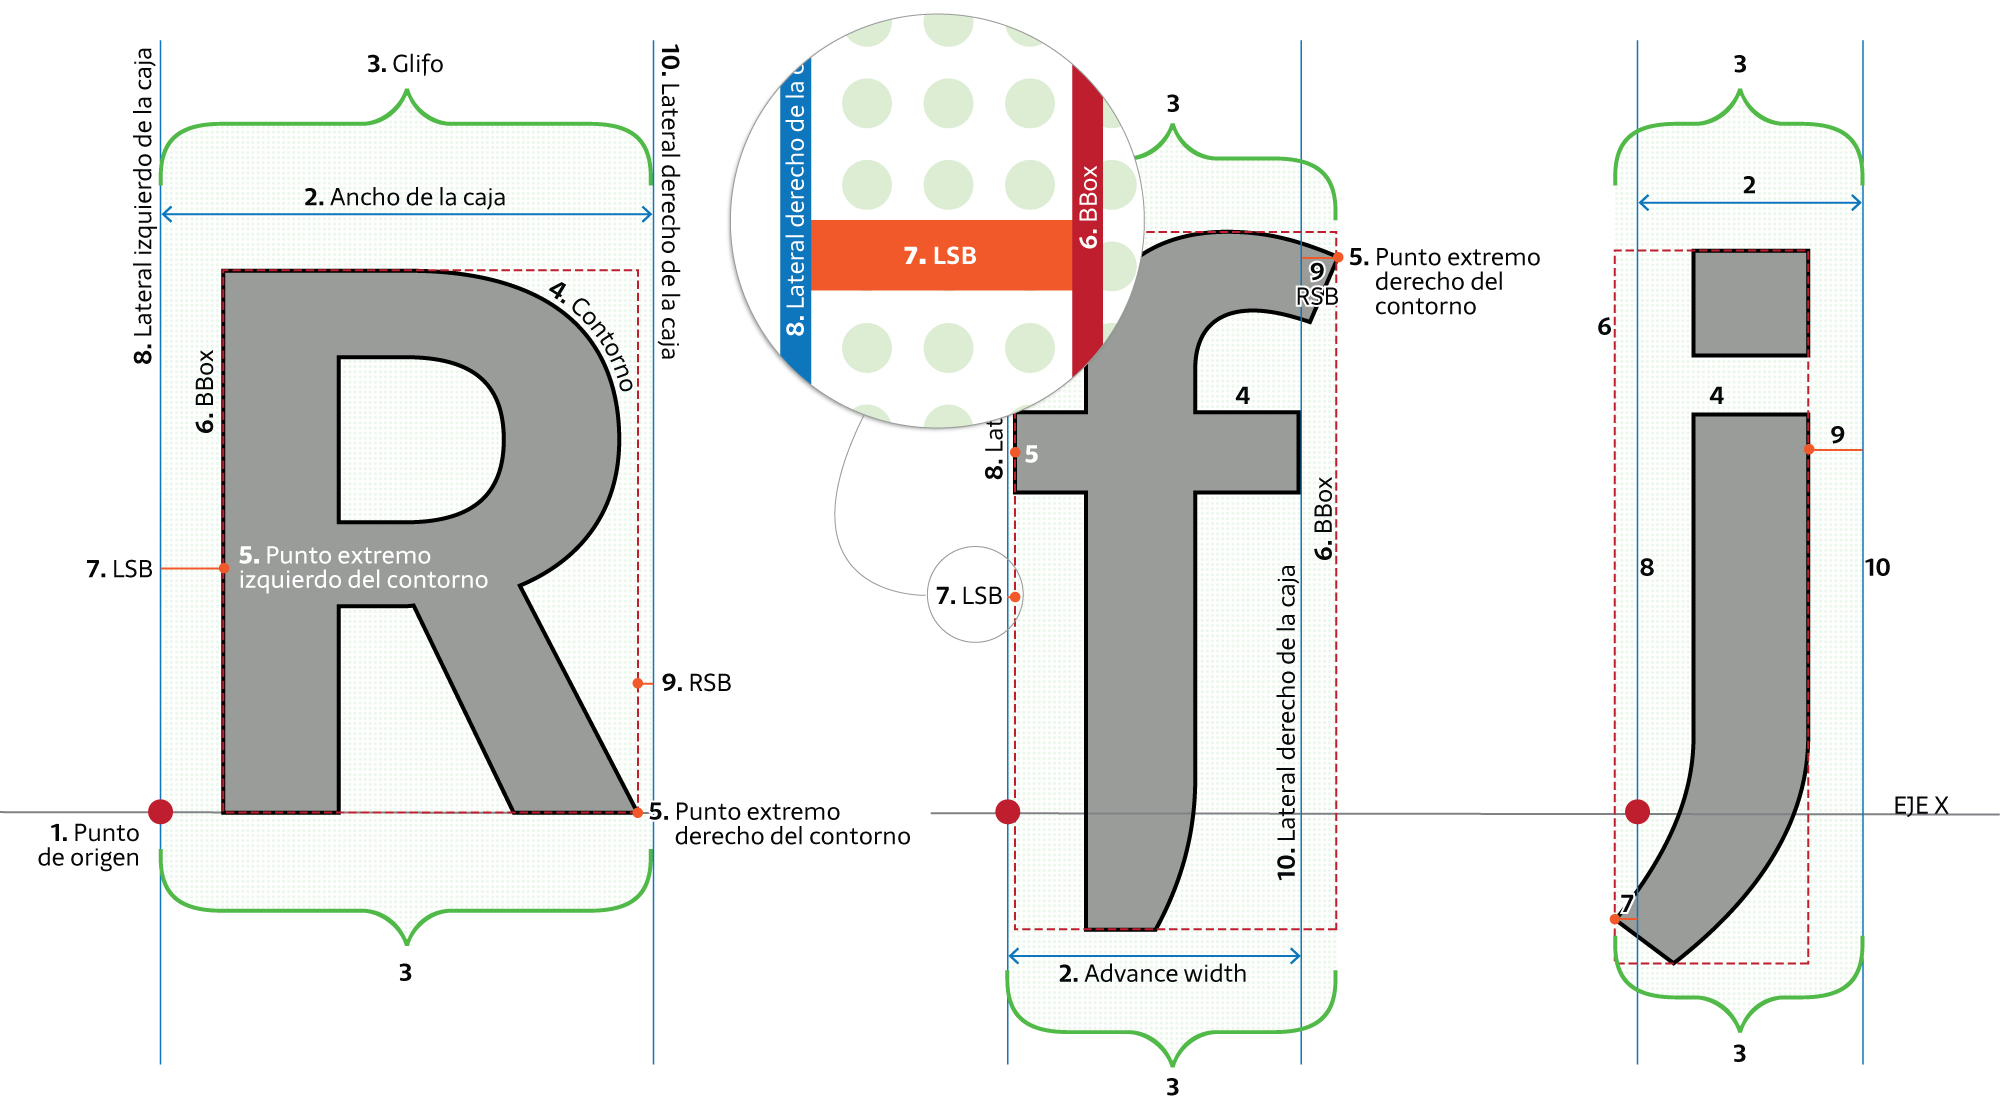 8. Lateral izquierdo de la caja
3. Glifo
10. Lateral derecho de la caja
2. Ancho de la caja
4. Contorno
6. BBox
5. Punto extremo
izquierdo del contorno
7. LSB
9. RSB
1. Punto
de origen
5. Punto extremo
derecho del contorno
3
8. Lateral derecho de la c
7. LSB
6. BBox
3
9
RSB
5. Punto extremo
derecho del
contorno
4
8. Lat
5
6. BBox
7. LSB
10. Lateral derecho de la caja
2. Advance width
3
3
2
6
4
9
8
10
EJE X
7
3